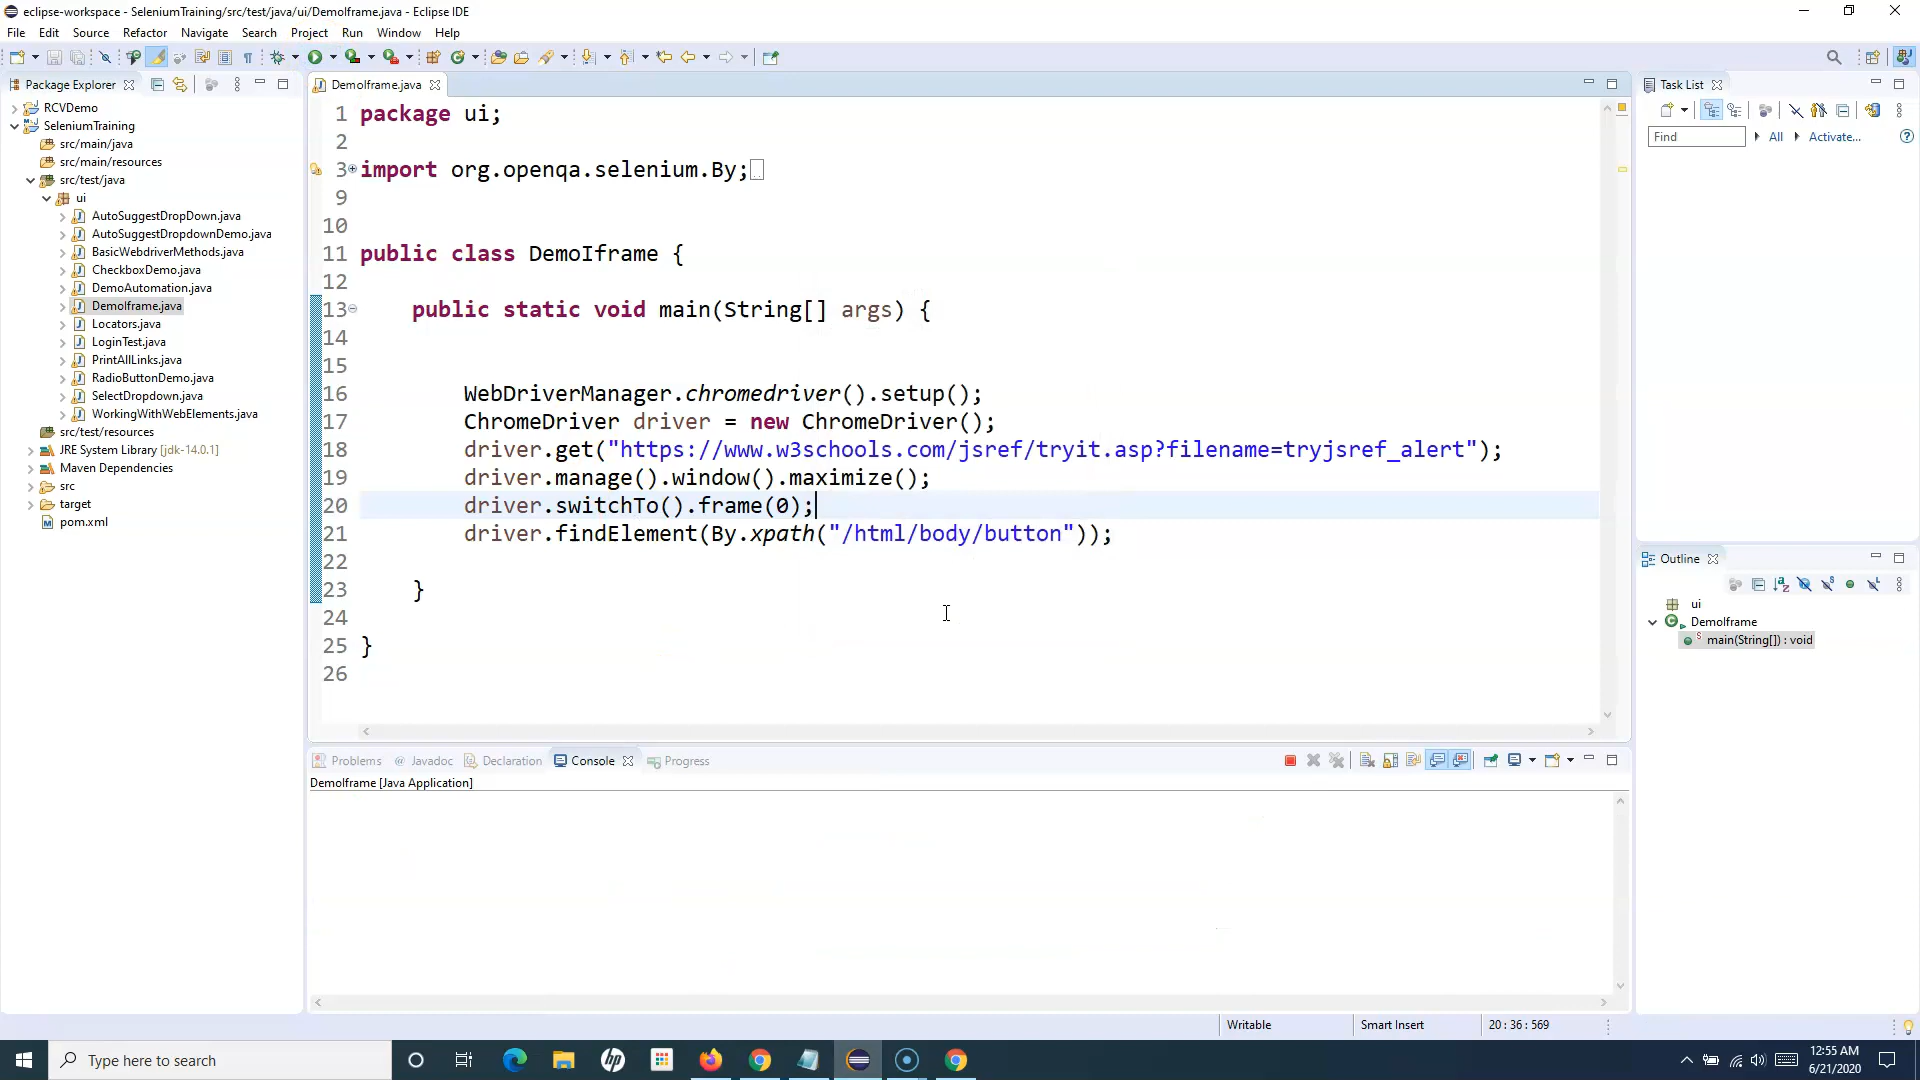 eclipse-workspace - SeleniumTraining/src/test/java/ui/DemoIframe.java - Eclipse IDE
File Edit Source Refactor Navigate Search Project Run Window Help
Package Explorer
RCVDemo
SeleniumTraining
src/main/java
src/main/resources
src/test/java
ui
AutoSuggestDropDown.java
AutoSuggestDropdownDemo.java
BasicWebdriverMethods.java
CheckboxDemo.java
DemoAutomation.java
DemoIframe.java
Locators.java
LoginTest.java
PrintAllLinks.java
RadioButtonDemo.java
SelectDropdown.java
WorkingWithWebElements.java
src/test/resources
JRE System Library [jdk-14.0.1]
Maven Dependencies
src
target
pom.xml
DemoIframe.java
1 package ui;
2
3 import org.openqa.selenium.By;
9
10
11 public class DemoIframe {
12
13 public static void main(String[] args) {
14
15
16 WebDriverManager.chromedriver().setup();
17 ChromeDriver driver = new ChromeDriver();
18 driver.get("https://www.w3schools.com/jsref/tryit.asp?filename=tryjsref_alert");
19 driver.manage().window().maximize();
20 driver.switchTo().frame(0);
21 driver.findElement(By.xpath("/html/body/button"));
22
23 }
24
25 }
26
Problems Javadoc Declaration Console Progress
DemoIframe [Java Application]
Task List
Find All Activate...
Outline
ui
DemoIframe
main(String[]) : void
Writable Smart Insert 20 : 36 : 569
Type here to search
12:55 AM
6/21/2020